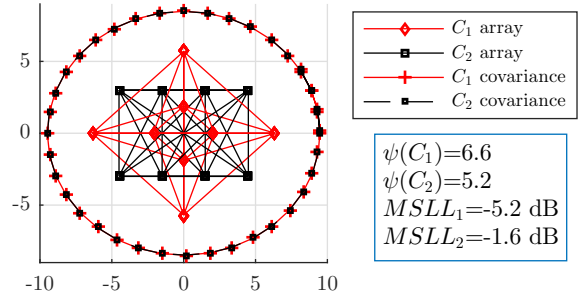 5
0
-5
-10
-5
0
5
10
C₁ array
C₂ array
C₁ covariance
C₂ covariance
ψ(C₁)=6.6
ψ(C₂)=5.2
MSLL₁=-5.2 dB
MSLL₂=-1.6 dB